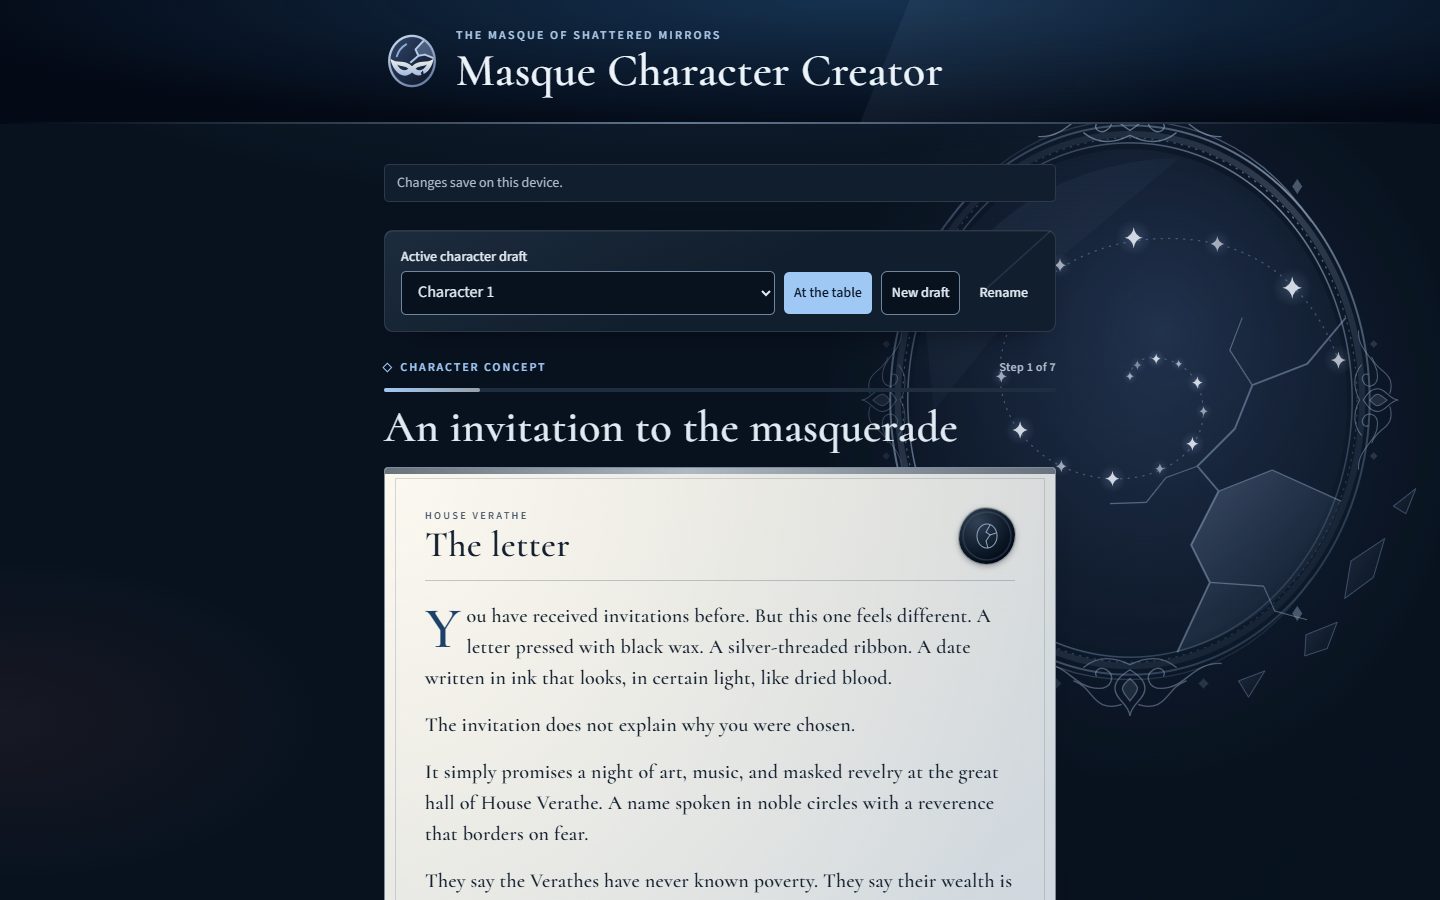 THE MASQUE OF SHATTERED MIRRORS
Masque Character Creator
Changes save on this device.
Active character draft
Character 1
At the table
New draft
Rename
CHARACTER CONCEPT
Step 1 of 7
An invitation to the masquerade
HOUSE VERATHE
The letter
You have received invitations before. But this one feels different. A
letter pressed with black wax. A silver-threaded ribbon. A date
written in ink that looks, in certain light, like dried blood.
The invitation does not explain why you were chosen.
It simply promises a night of art, music, and masked revelry at the great
hall of House Verathe. A name spoken in noble circles with a reverence
that borders on fear.
They say the Verathes have never known poverty. They say their wealth is